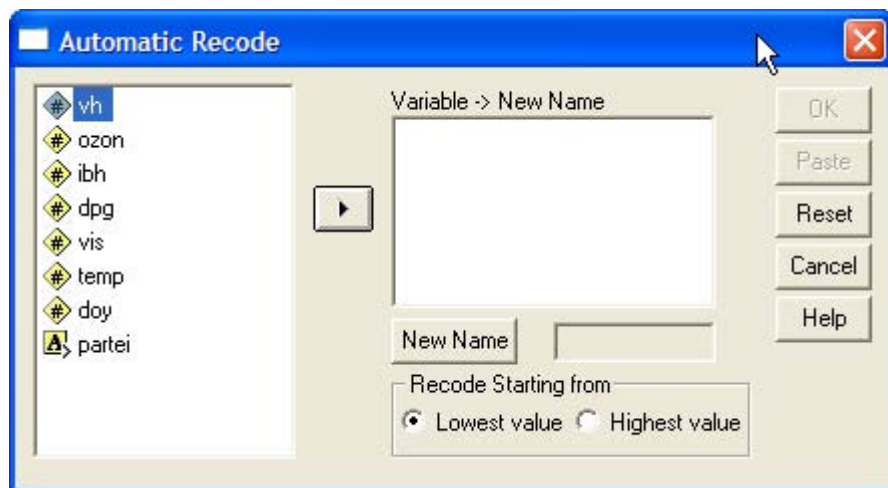 Automatic Recode
vh
ozon
ibh
dpg
vis
temp
doy
partei
Variable -> New Name
New Name
Recode Starting from
Lowest value
Highest value
OK
Paste
Reset
Cancel
Help